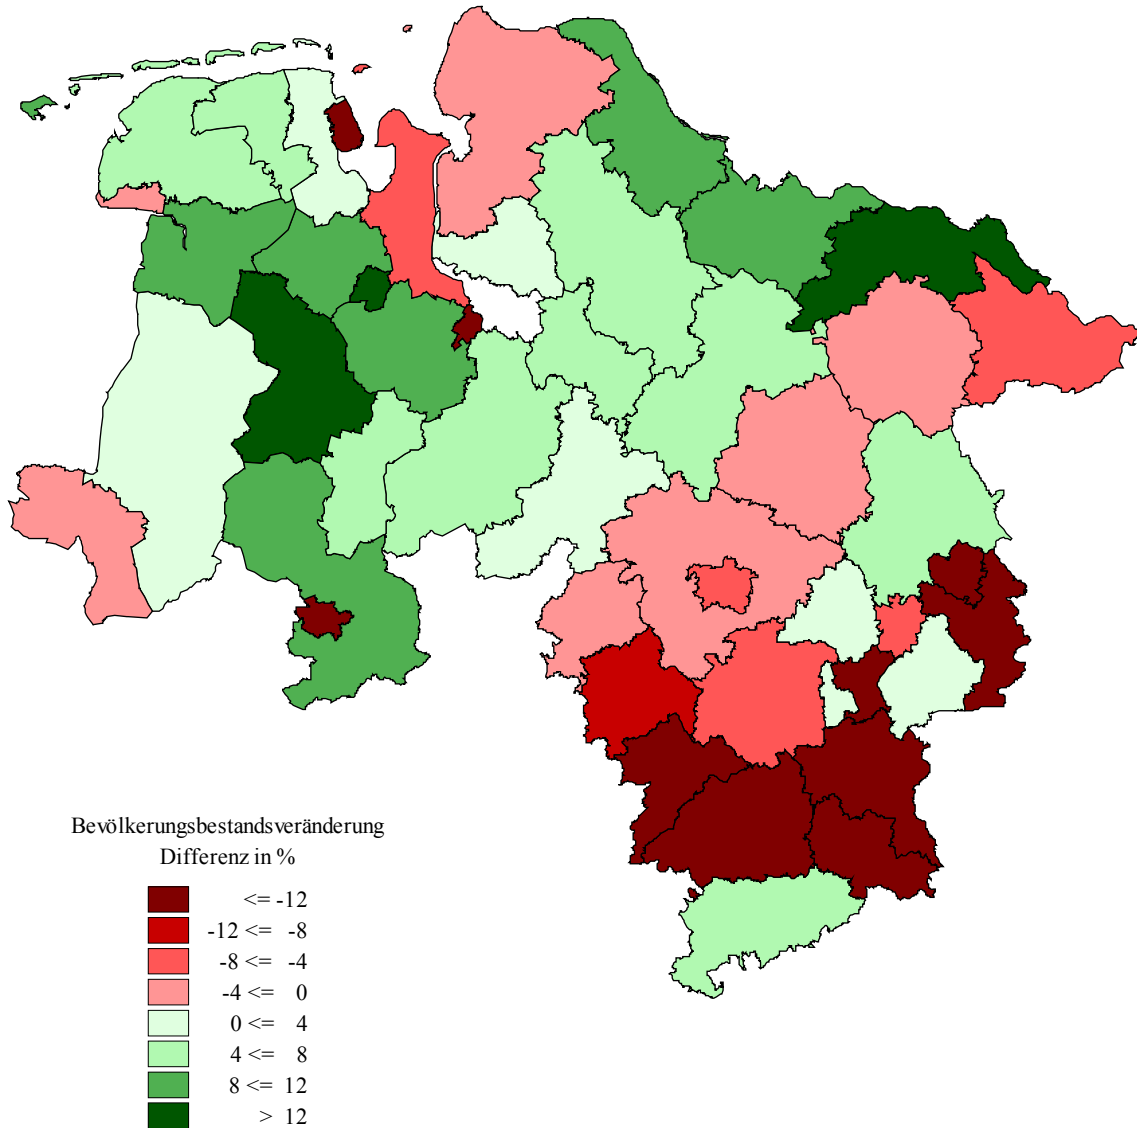 Bevölkerungsbestandsveränderung
Differenz in %
<= -12
-12 <= -8
-8 <= -4
-4 <= 0
0 <= 4
4 <= 8
8 <= 12
> 12